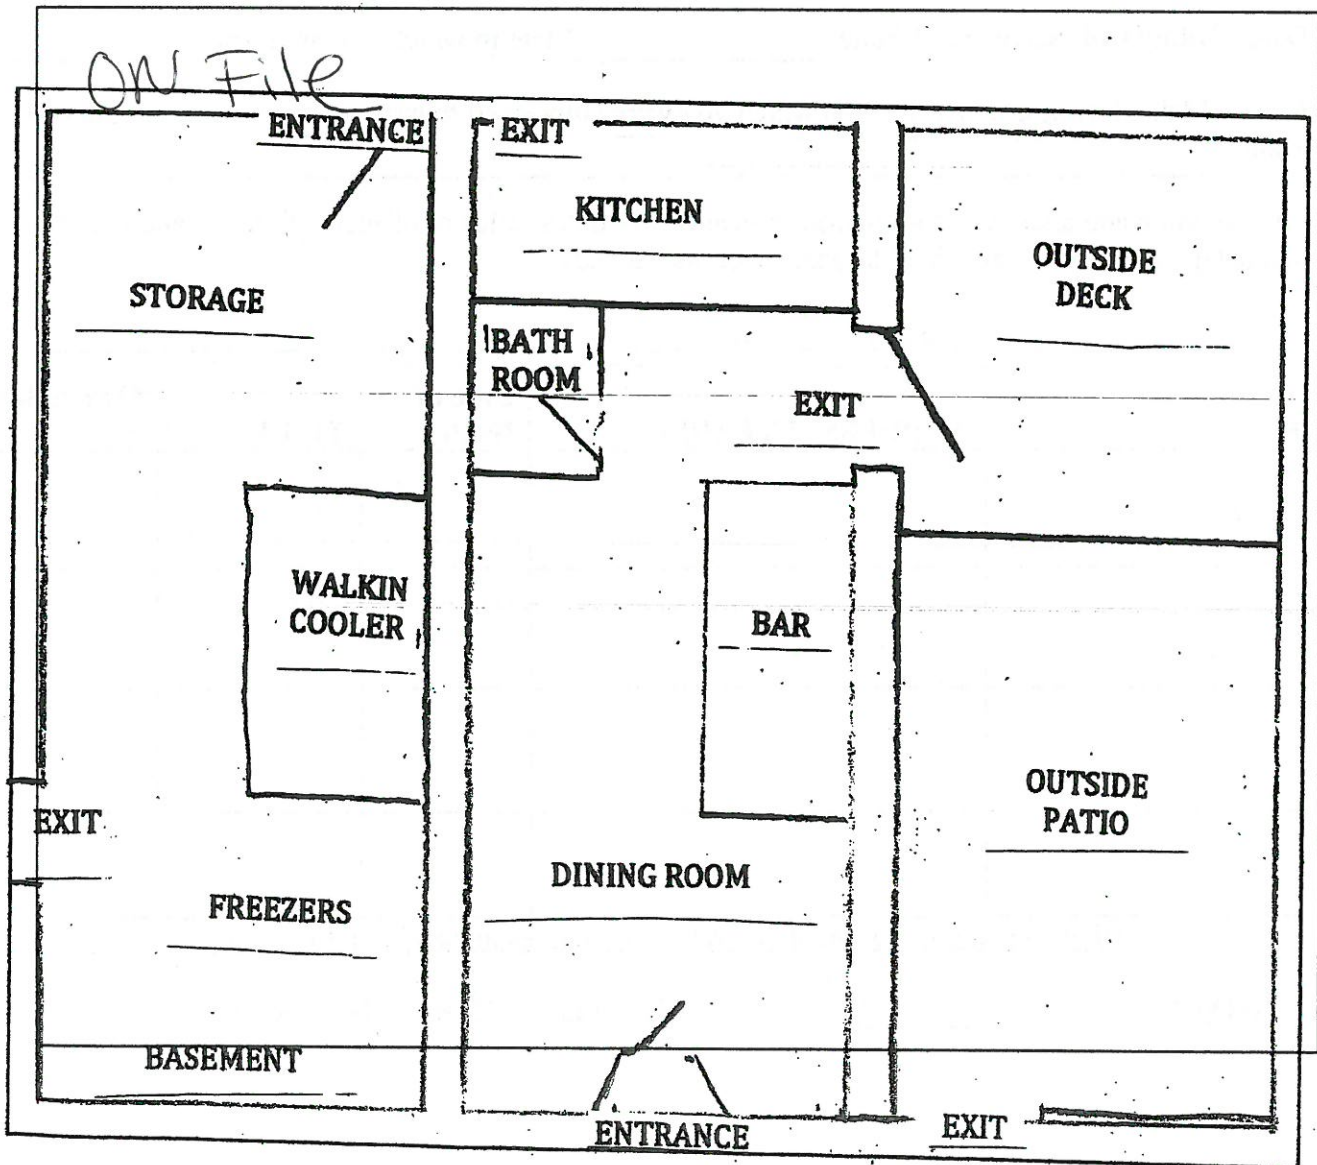 ON File
ENTRANCE
EXIT
KITCHEN
OUTSIDE
DECK
STORAGE
BATH
ROOM
EXIT
WALKIN
COOLER
BAR
OUTSIDE
PATIO
EXIT
DINING ROOM
FREEZERS
BASEMENT
ENTRANCE
EXIT